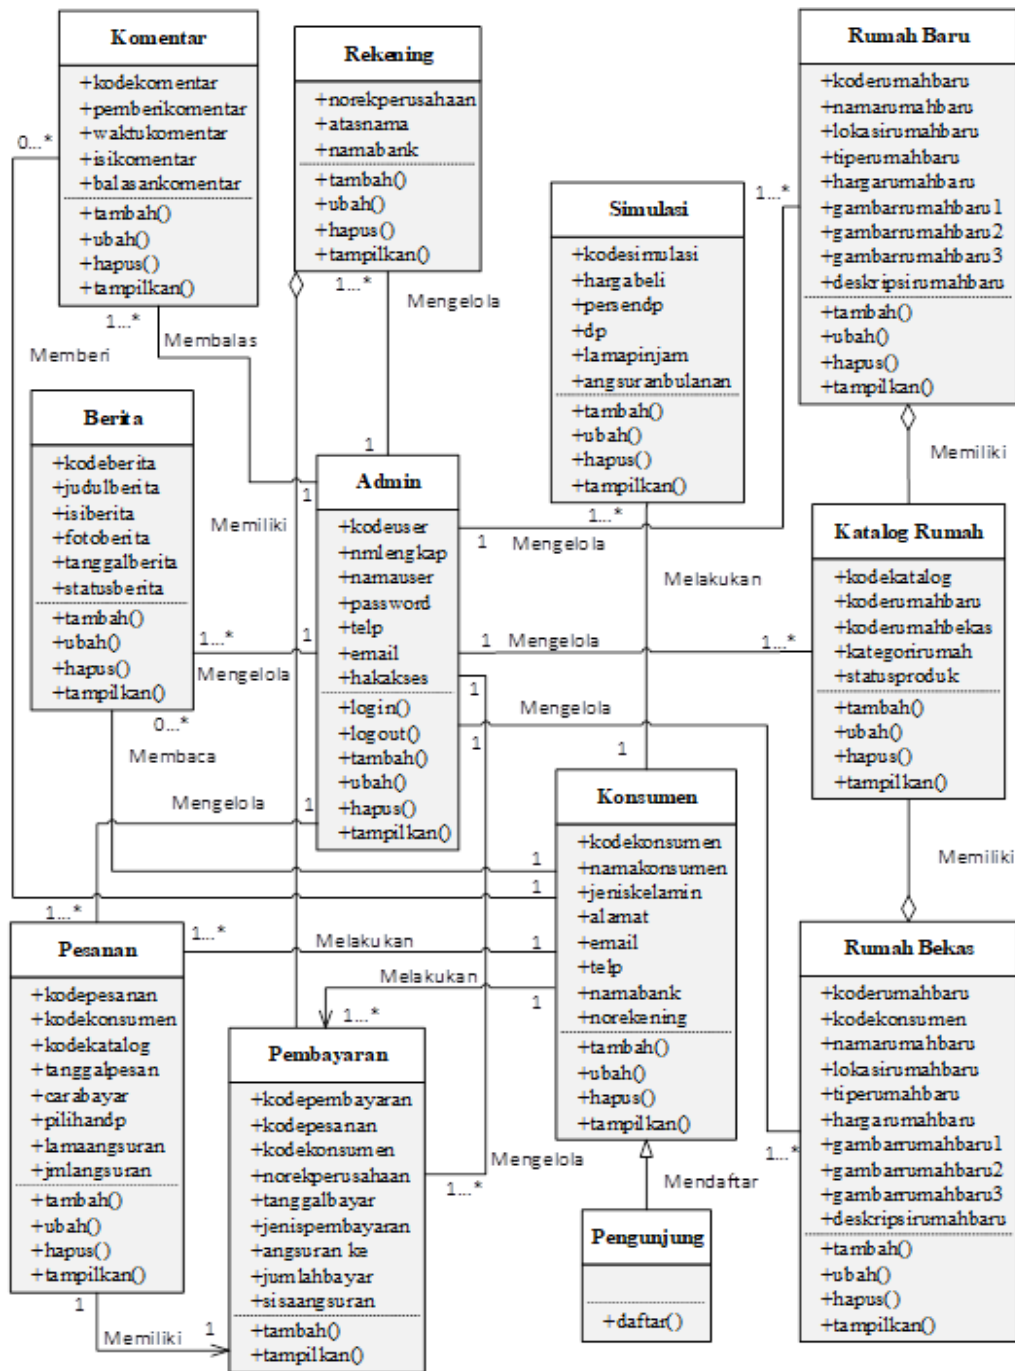 Komentar
+kodekomentar
+pemberikomentar
+waktukomentar
+isikomentar
+balasankomentar
+tambah()
+ubah()
+hapus()
+tampilkan()
Rekening
+norekperusahaan
+atasnama
+namabank
+tambah()
+ubah()
+hapus()
+tampilkan()
Rumah Baru
+koderumahbaru
+namarumahbaru
+lokasirumahbaru
+tiperumahbaru
+hargarumahbaru
+gambarrumahbaru1
+gambarrumahbaru2
+gambarrumahbaru3
+deskripsirumahbaru
+tambah()
+ubah()
+hapus()
+tampilkan()
Simulasi
+kodesimulasi
+hargabeli
+persendp
+dp
+lamapinjam
+angsuranbulanan
+tambah()
+ubah()
+hapus()
+tampilkan()
0...*
1...*
1...*
Mengelola
1...*
Memberi
Membalas
Berita
+kodeberita
+judulberita
+isiberita
+fotoberita
+tanggalberita
+statusberita
+tambah()
+ubah()
+hapus()
+tampilkan()
1
1
Memiliki
Admin
+kodeuser
+nmlengkap
+namauser
+password
+telp
+email
+hakakses
+login()
+logout()
+tambah()
+ubah()
+hapus()
+tampilkan()
1...*
1
Mengelola
Melakukan
Memiliki
Katalog Rumah
+kodekatalog
+koderumahbaru
+koderumahbekas
+kategorirumah
+statusproduk
+tambah()
+ubah()
+hapus()
+tampilkan()
1...*
1
Mengelola
1
Mengelola
1...*
1
Mengelola
1
1
0...*
Membaca
Mengelola
1
1
Konsumen
+kodekonsumen
+namakonsumen
+jeniskelamin
+alamat
+email
+telp
+namabank
+norekening
+tambah()
+ubah()
+hapus()
+tampilkan()
1
1
Memiliki
1...*
1...*
Melakukan
1
Melakukan
1
1...*
Pesanan
+kodepesanan
+kodekonsumen
+kodekatalog
+tanggalpesan
+carabayar
+pilihandp
+lamaangsuran
+jmlangsuran
+tambah()
+ubah()
+hapus()
+tampilkan()
Pembayaran
+kodepembayaran
+kodepesanan
+kodekonsumen
+norekperusahaan
+tanggalbayar
+jenispembayaran
+angsuran ke
+jumlahbayar
+sisaangsuran
+tambah()
+tampilkan()
Mengelola
1...*
1...*
Mendaftar
Pengunjung
+daftar()
Rumah Bekas
+koderumahbaru
+kodekonsumen
+namarumahbaru
+lokasirumahbaru
+tiperumahbaru
+hargarumahbaru
+gambarrumahbaru1
+gambarrumahbaru2
+gambarrumahbaru3
+deskripsirumahbaru
+tambah()
+ubah()
+hapus()
+tampilkan()
1
Memiliki
1